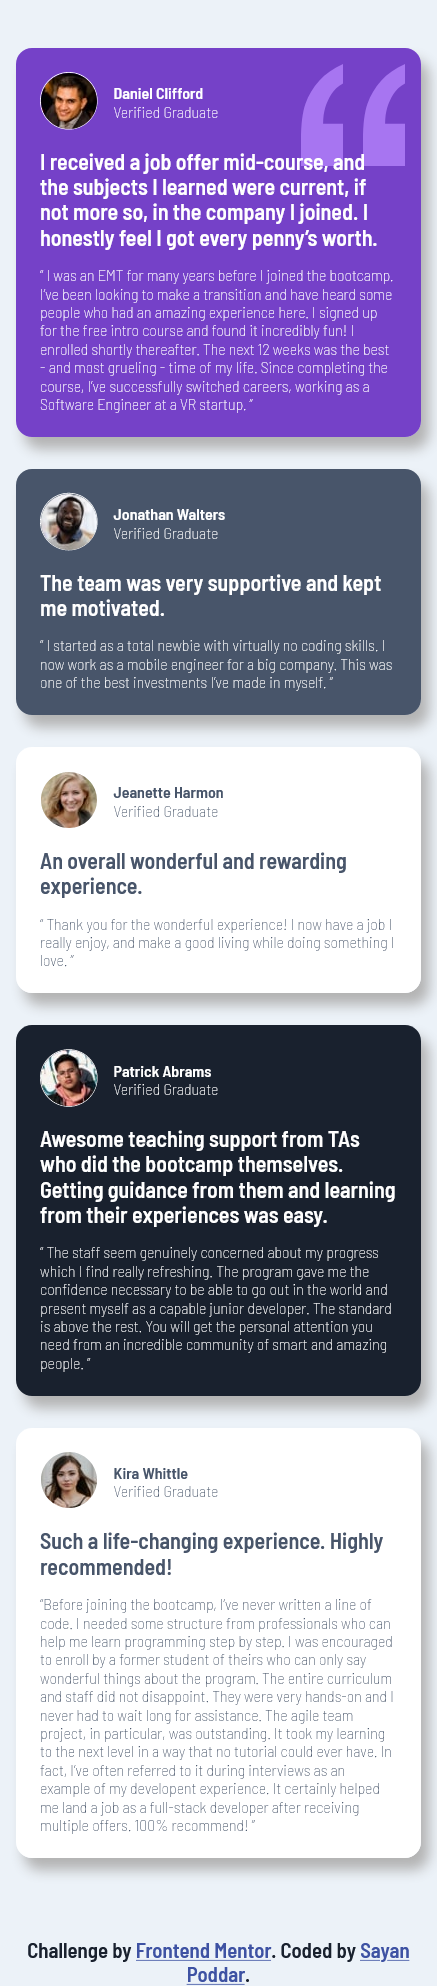 Daniel Clifford
Verified Graduate
I received a job offer mid-course, and
the subjects I learned were current, if
not more so, in the company I joined. I
honestly feel I got every penny's worth.
“ I was an EMT for many years before I joined the bootcamp.
I've been looking to make a transition and have heard some
people who had an amazing experience here. I signed up
for the free intro course and found it incredibly fun! I
enrolled shortly thereafter. The next 12 weeks was the best
- and most grueling - time of my life. Since completing the
course, I've successfully switched careers, working as a
Software Engineer at a VR startup. ”
Jonathan Walters
Verified Graduate
The team was very supportive and kept
me motivated.
“ I started as a total newbie with virtually no coding skills. I
now work as a mobile engineer for a big company. This was
one of the best investments I've made in myself. ”
Jeanette Harmon
Verified Graduate
An overall wonderful and rewarding
experience.
“ Thank you for the wonderful experience! I now have a job I
really enjoy, and make a good living while doing something I
love. ”
Patrick Abrams
Verified Graduate
Awesome teaching support from TAs
who did the bootcamp themselves.
Getting guidance from them and learning
from their experiences was easy.
“ The staff seem genuinely concerned about my progress
which I find really refreshing. The program gave me the
confidence necessary to be able to go out in the world and
present myself as a capable junior developer. The standard
is above the rest. You will get the personal attention you
need from an incredible community of smart and amazing
people. ”
Kira Whittle
Verified Graduate
Such a life-changing experience. Highly
recommended!
“Before joining the bootcamp, I've never written a line of
code. I needed some structure from professionals who can
help me learn programming step by step. I was encouraged
to enroll by a former student of theirs who can only say
wonderful things about the program. The entire curriculum
and staff did not disappoint. They were very hands-on and I
never had to wait long for assistance. The agile team
project, in particular, was outstanding. It took my learning
to the next level in a way that no tutorial could ever have. In
fact, I've often referred to it during interviews as an
example of my developent experience. It certainly helped
me land a job as a full-stack developer after receiving
multiple offers. 100% recommend! ”
Challenge by Frontend Mentor. Coded by Sayan
Poddar.